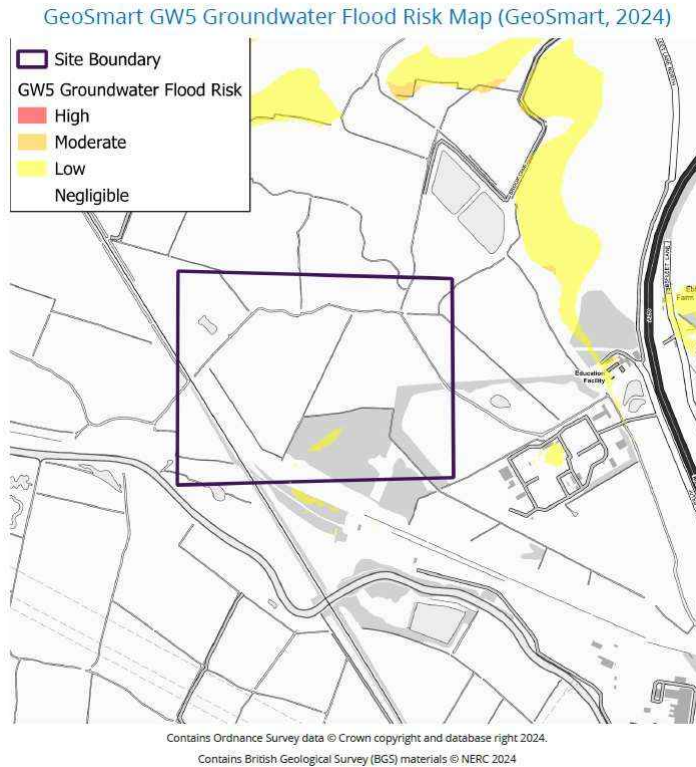 GeoSmart GW5 Groundwater Flood Risk Map (GeoSmart, 2024)
Site Boundary
GW5 Groundwater Flood Risk
High
Moderate
Low
Negligible
Education
Facility
Farm
Contains Ordnance Survey data © Crown copyright and database right 2024.
Contains British Geological Survey (BGS) materials © NERC 2024